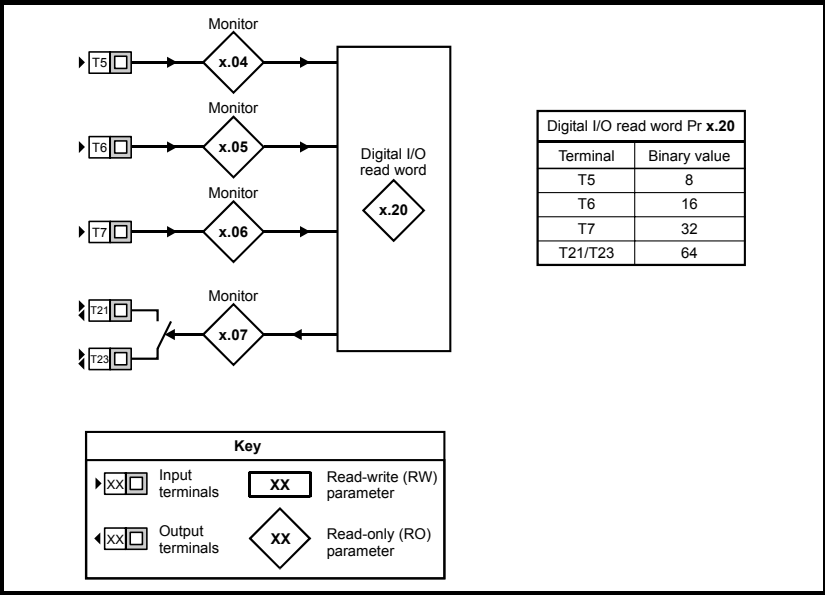 Monitor
T5
x.04
Monitor
T6
x.05
Digital I/O
read word
x.20
Monitor
T7
x.06
Monitor
T21
x.07
T23
Digital I/O read word Pr x.20
Terminal Binary value
T5 8
T6 16
T7 32
T21/T23 64
Key
XX
Input
terminals
XX
Read-write (RW)
parameter
XX
Output
terminals
XX
Read-only (RO)
parameter